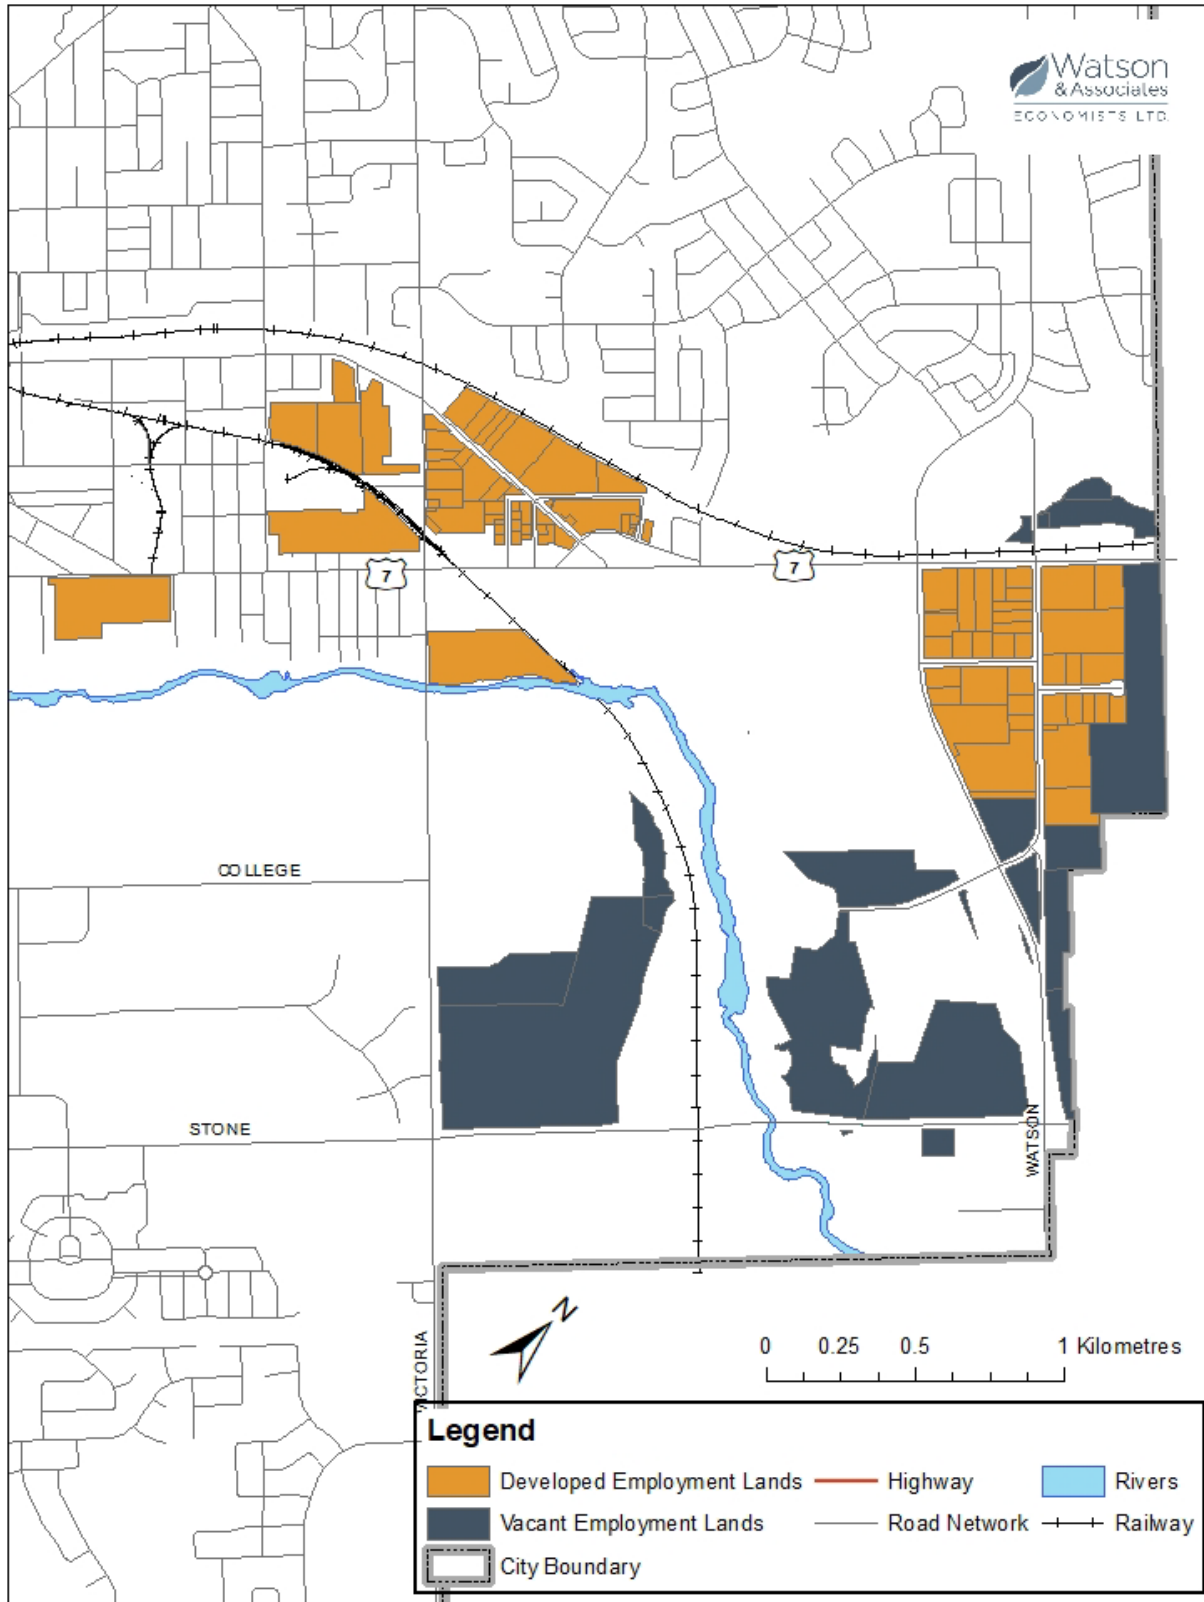 Watson
& Associates
ECONOMISTS LTD.
7
7
COLLEGE
STONE
WATSON
VICTORIA
N
0 0.25 0.5 1 Kilometres
Legend
Developed Employment Lands
Highway
Rivers
Vacant Employment Lands
Road Network
Railway
City Boundary